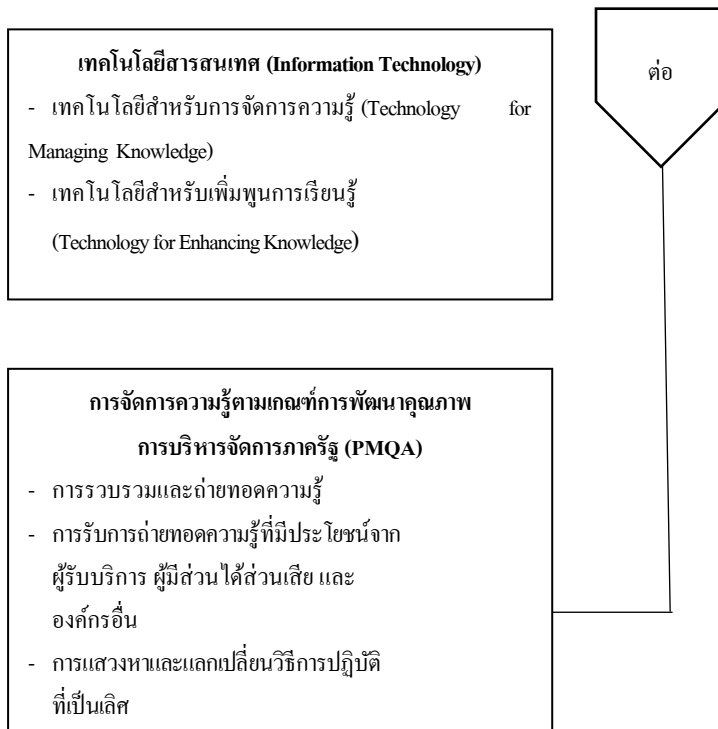 ต่อ
เทคโนโลยีสารสนเทศ (Information Technology)
- เทคโนโลยีสำหรับการจัดการความรู้ (Technology for
Managing Knowledge)
- เทคโนโลยีสำหรับเพิ่มพูนการเรียนรู้
(Technology for Enhancing Knowledge)
การจัดการความรู้ตามเกณฑ์การพัฒนาคุณภาพ
การบริหารจัดการภาครัฐ (PMQA)
- การรวบรวมและถ่ายทอดความรู้
- การรับการถ่ายทอดความรู้ที่มีประโยชน์จาก
ผู้รับบริการ ผู้มีส่วนได้ส่วนเสีย และ
องค์กรอื่น
- การแสวงหาและแลกเปลี่ยนวิธีการปฏิบัติ
ที่เป็นเลิศ